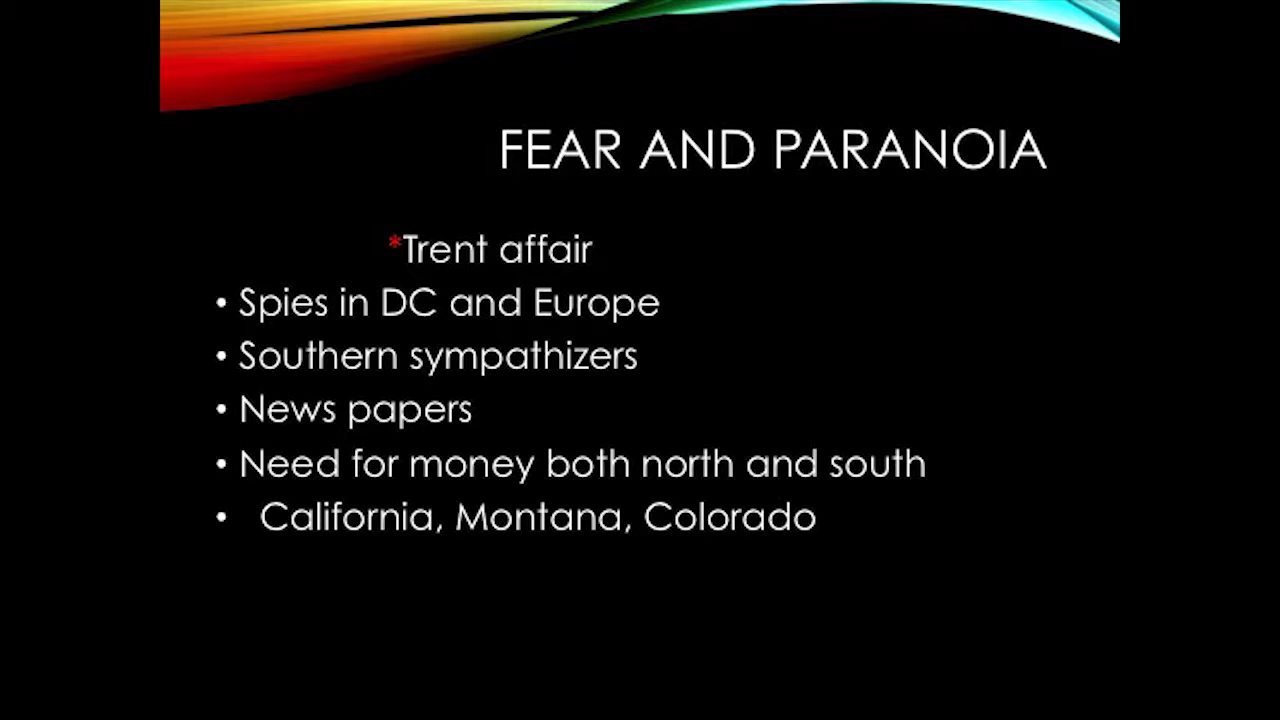 FEAR AND PARANOIA
*Trent affair
• Spies in DC and Europe
• Southern sympathizers
• News papers
• Need for money both north and south
• California, Montana, Colorado